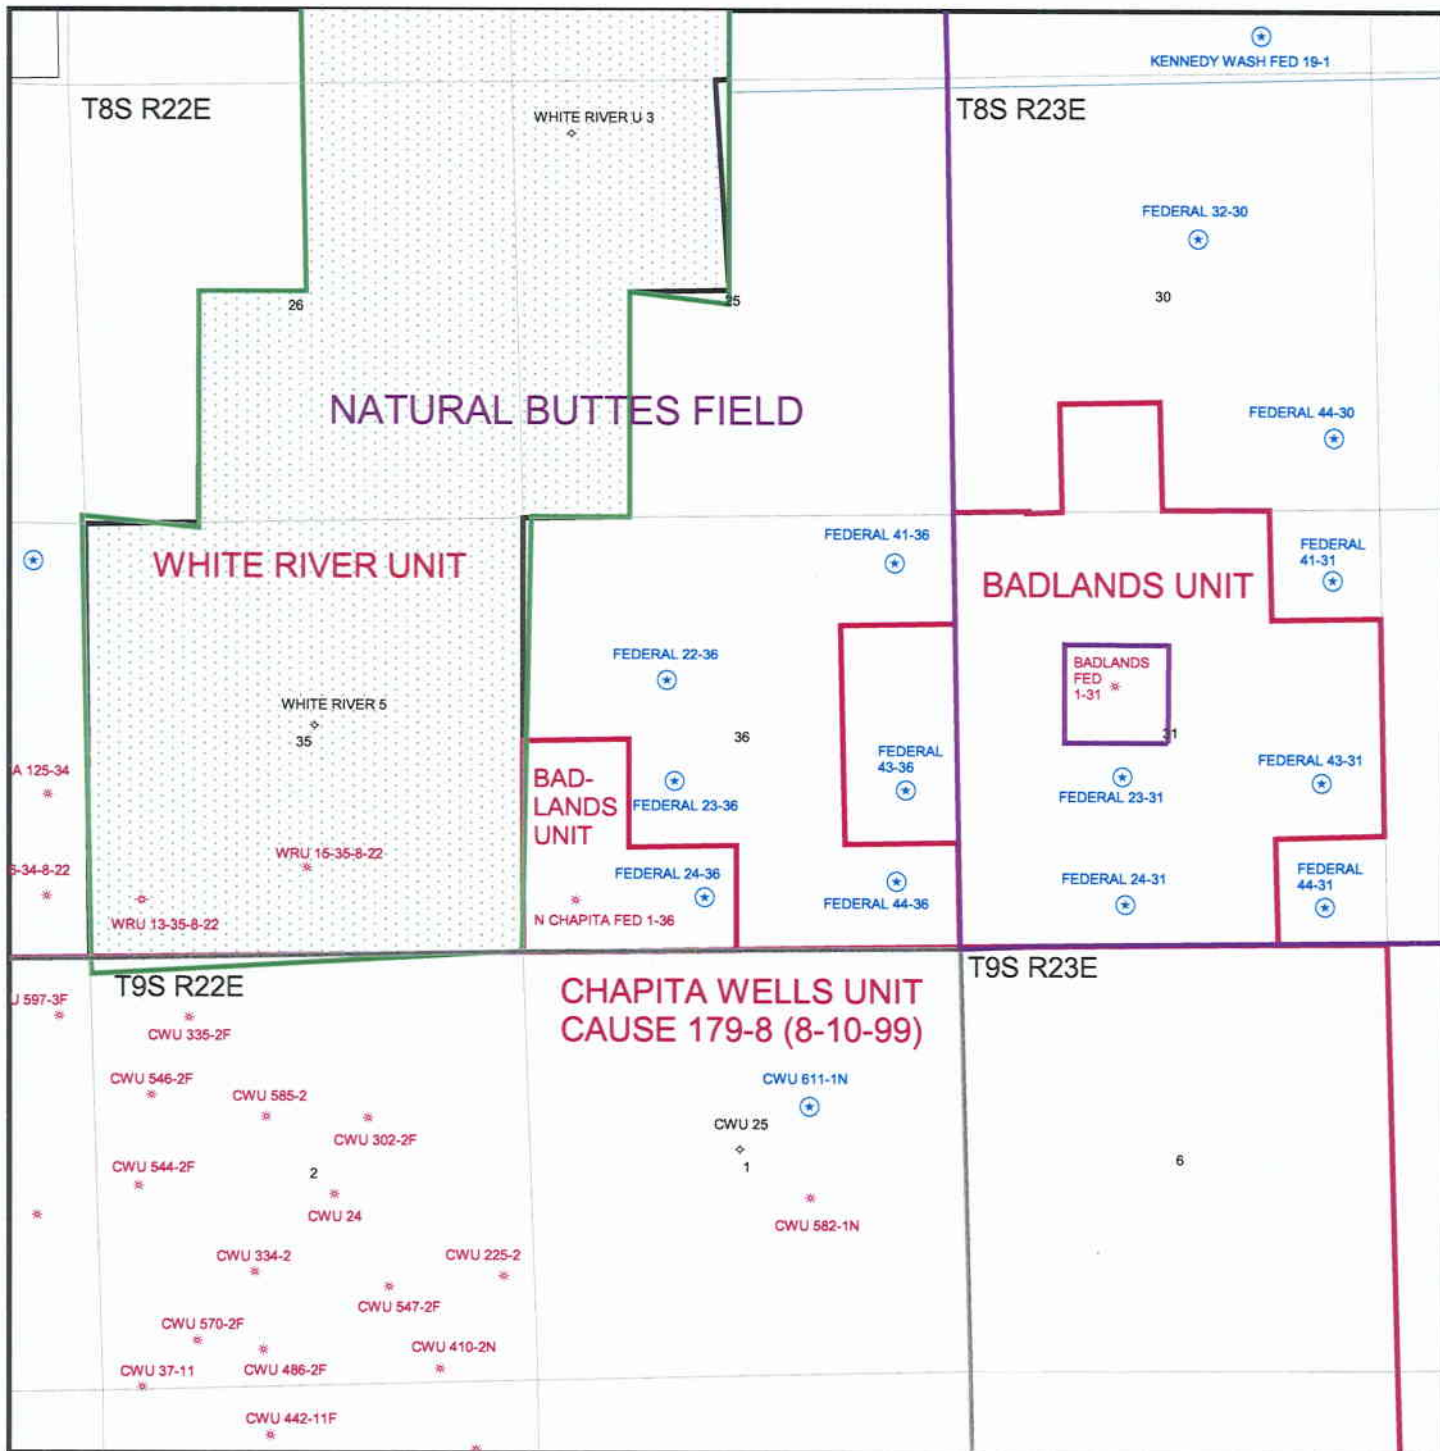 KENNEDY WASH FED 19-1
T8S R22E
WHITE RIVER U 3
T8S R23E
FEDERAL 32-30
26
25
30
NATURAL BUTTES FIELD
FEDERAL 44-30
WHITE RIVER UNIT
FEDERAL 41-36
BADLANDS UNIT
FEDERAL
41-31
FEDERAL 22-36
BADLANDS
FED
1-31
WHITE RIVER 5
35
36
31
A 125-34
BAD-
LANDS
UNIT
FEDERAL 23-36
FEDERAL
43-36
FEDERAL 23-31
FEDERAL 43-31
WRU 15-35-8-22
-34-8-22
FEDERAL 24-36
FEDERAL 44-36
FEDERAL 24-31
FEDERAL
44-31
WRU 13-35-8-22
N CHAPITA FED 1-36
T9S R22E
T9S R23E
CHAPITA WELLS UNIT
CAUSE 179-8 (8-10-99)
U 597-3F
CWU 335-2F
CWU 546-2F
CWU 585-2
CWU 302-2F
CWU 611-1N
CWU 25
1
6
CWU 544-2F
2
CWU 24
CWU 582-1N
CWU 334-2
CWU 225-2
CWU 547-2F
CWU 570-2F
CWU 410-2N
CWU 37-11
CWU 486-2F
CWU 442-11F